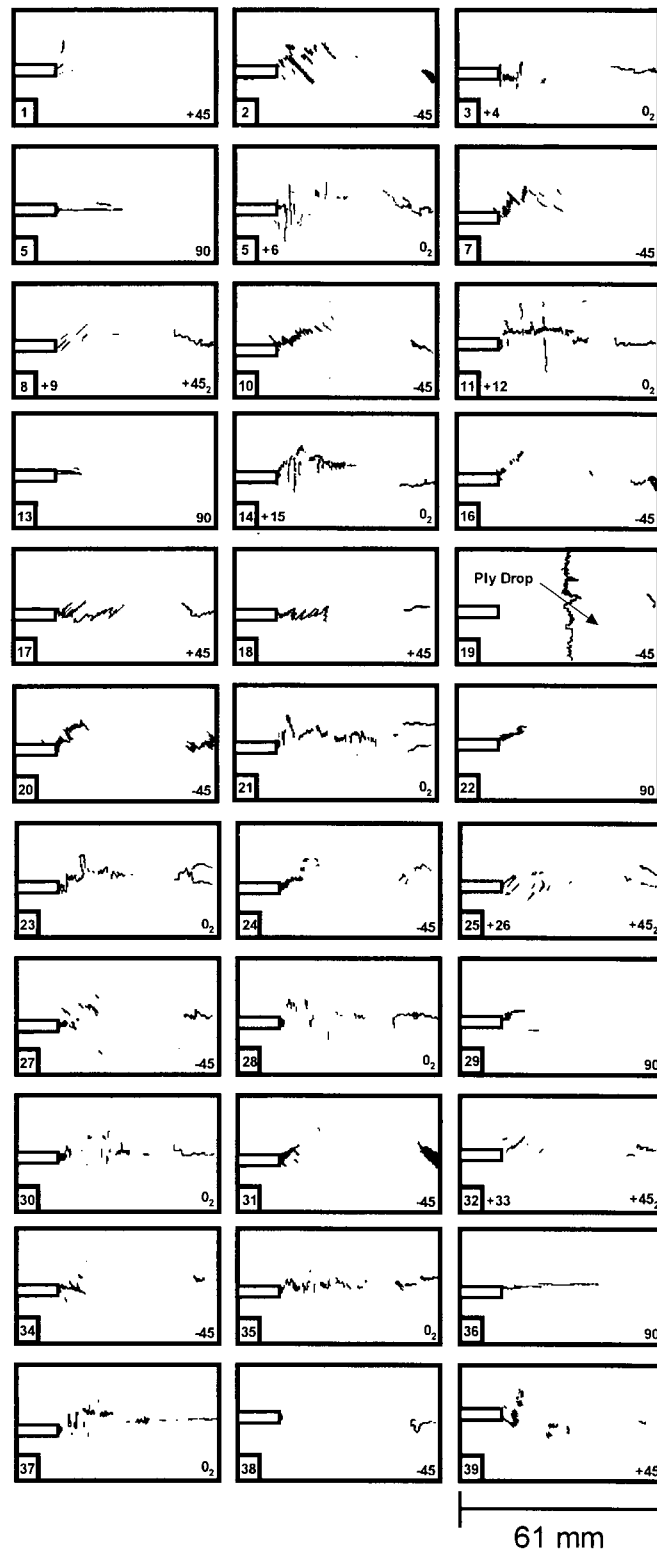 1 +45
2 -45
3 +4 0₂
5 90
5 +6 0₂
7 -45
8 +9 +45₂
10 -45
11 +12 0₂
13 90
14 +15 0₂
16 -45
17 +45
18 +45
Ply Drop
19 -45
20 -45
21 0₂
22 90
23 0₂
24 -45
25 +26 +45₂
27 -45
28 0₂
29 90
30 0₂
31 -45
32 +33 +45₂
34 -45
35 0₂
36 90
37 0₂
38 -45
39 +45
61 mm